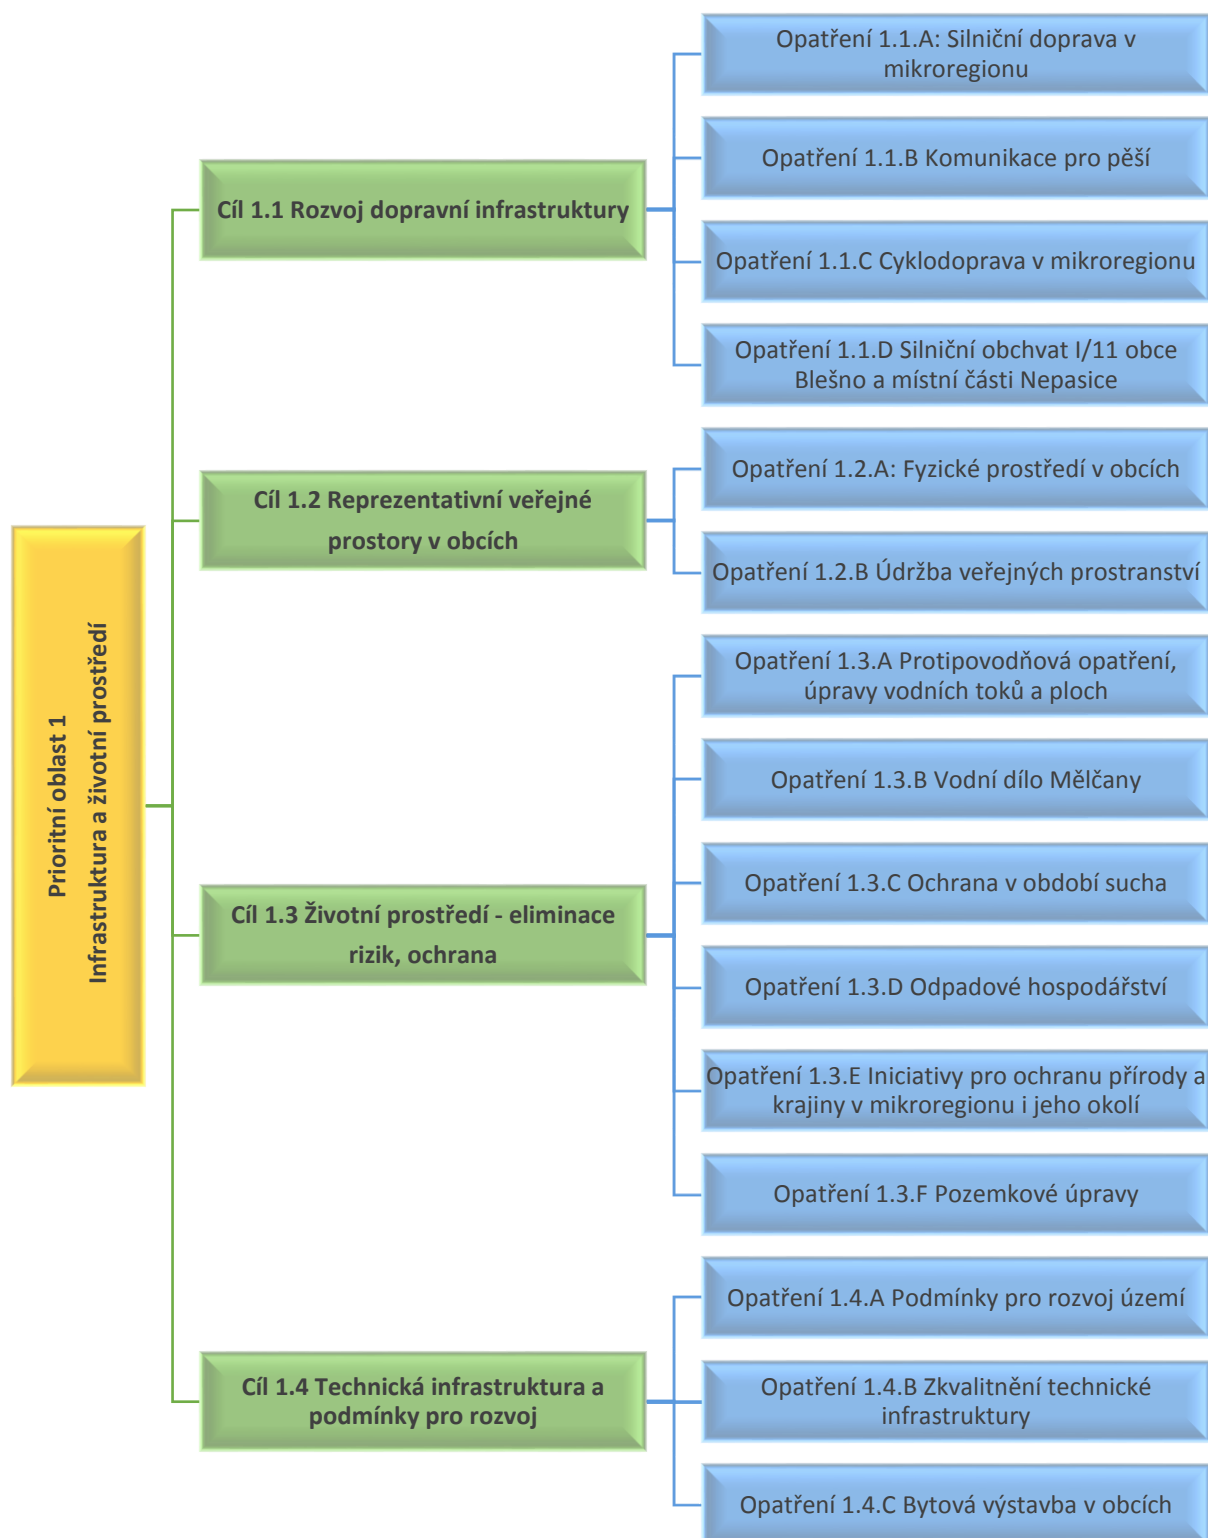 Prioritní oblast 1
Infrastruktura a životní prostředí
Cíl 1.1 Rozvoj dopravní infrastruktury
Opatření 1.1.A: Silniční doprava v
mikroregionu
Opatření 1.1.B Komunikace pro pěší
Opatření 1.1.C Cyklodoprava v mikroregionu
Opatření 1.1.D Silniční obchvat I/11 obce
Blešno a místní části Nepasice
Cíl 1.2 Reprezentativní veřejné
prostory v obcích
Opatření 1.2.A: Fyzické prostředí v obcích
Opatření 1.2.B Údržba veřejných prostranství
Cíl 1.3 Životní prostředí - eliminace
rizik, ochrana
Opatření 1.3.A Protipovodňová opatření,
úpravy vodních toků a ploch
Opatření 1.3.B Vodní dílo Mělčany
Opatření 1.3.C Ochrana v období sucha
Opatření 1.3.D Odpadové hospodářství
Opatření 1.3.E Iniciativy pro ochranu přírody a
krajiny v mikroregionu i jeho okolí
Opatření 1.3.F Pozemkové úpravy
Cíl 1.4 Technická infrastruktura a
podmínky pro rozvoj
Opatření 1.4.A Podmínky pro rozvoj území
Opatření 1.4.B Zkvalitnění technické
infrastruktury
Opatření 1.4.C Bytová výstavba v obcích